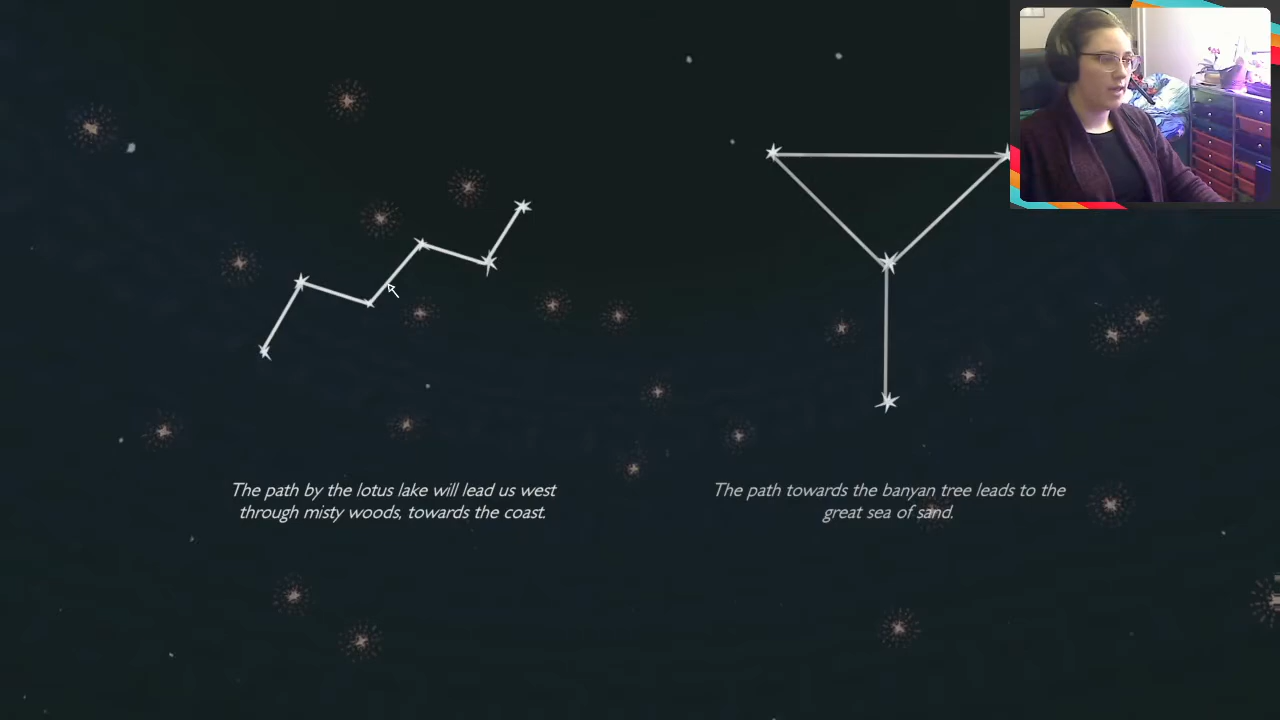 The path by the lotus lake will lead us west
through misty woods, towards the coast.
The path towards the banyan tree leads to the
great sea of sand.